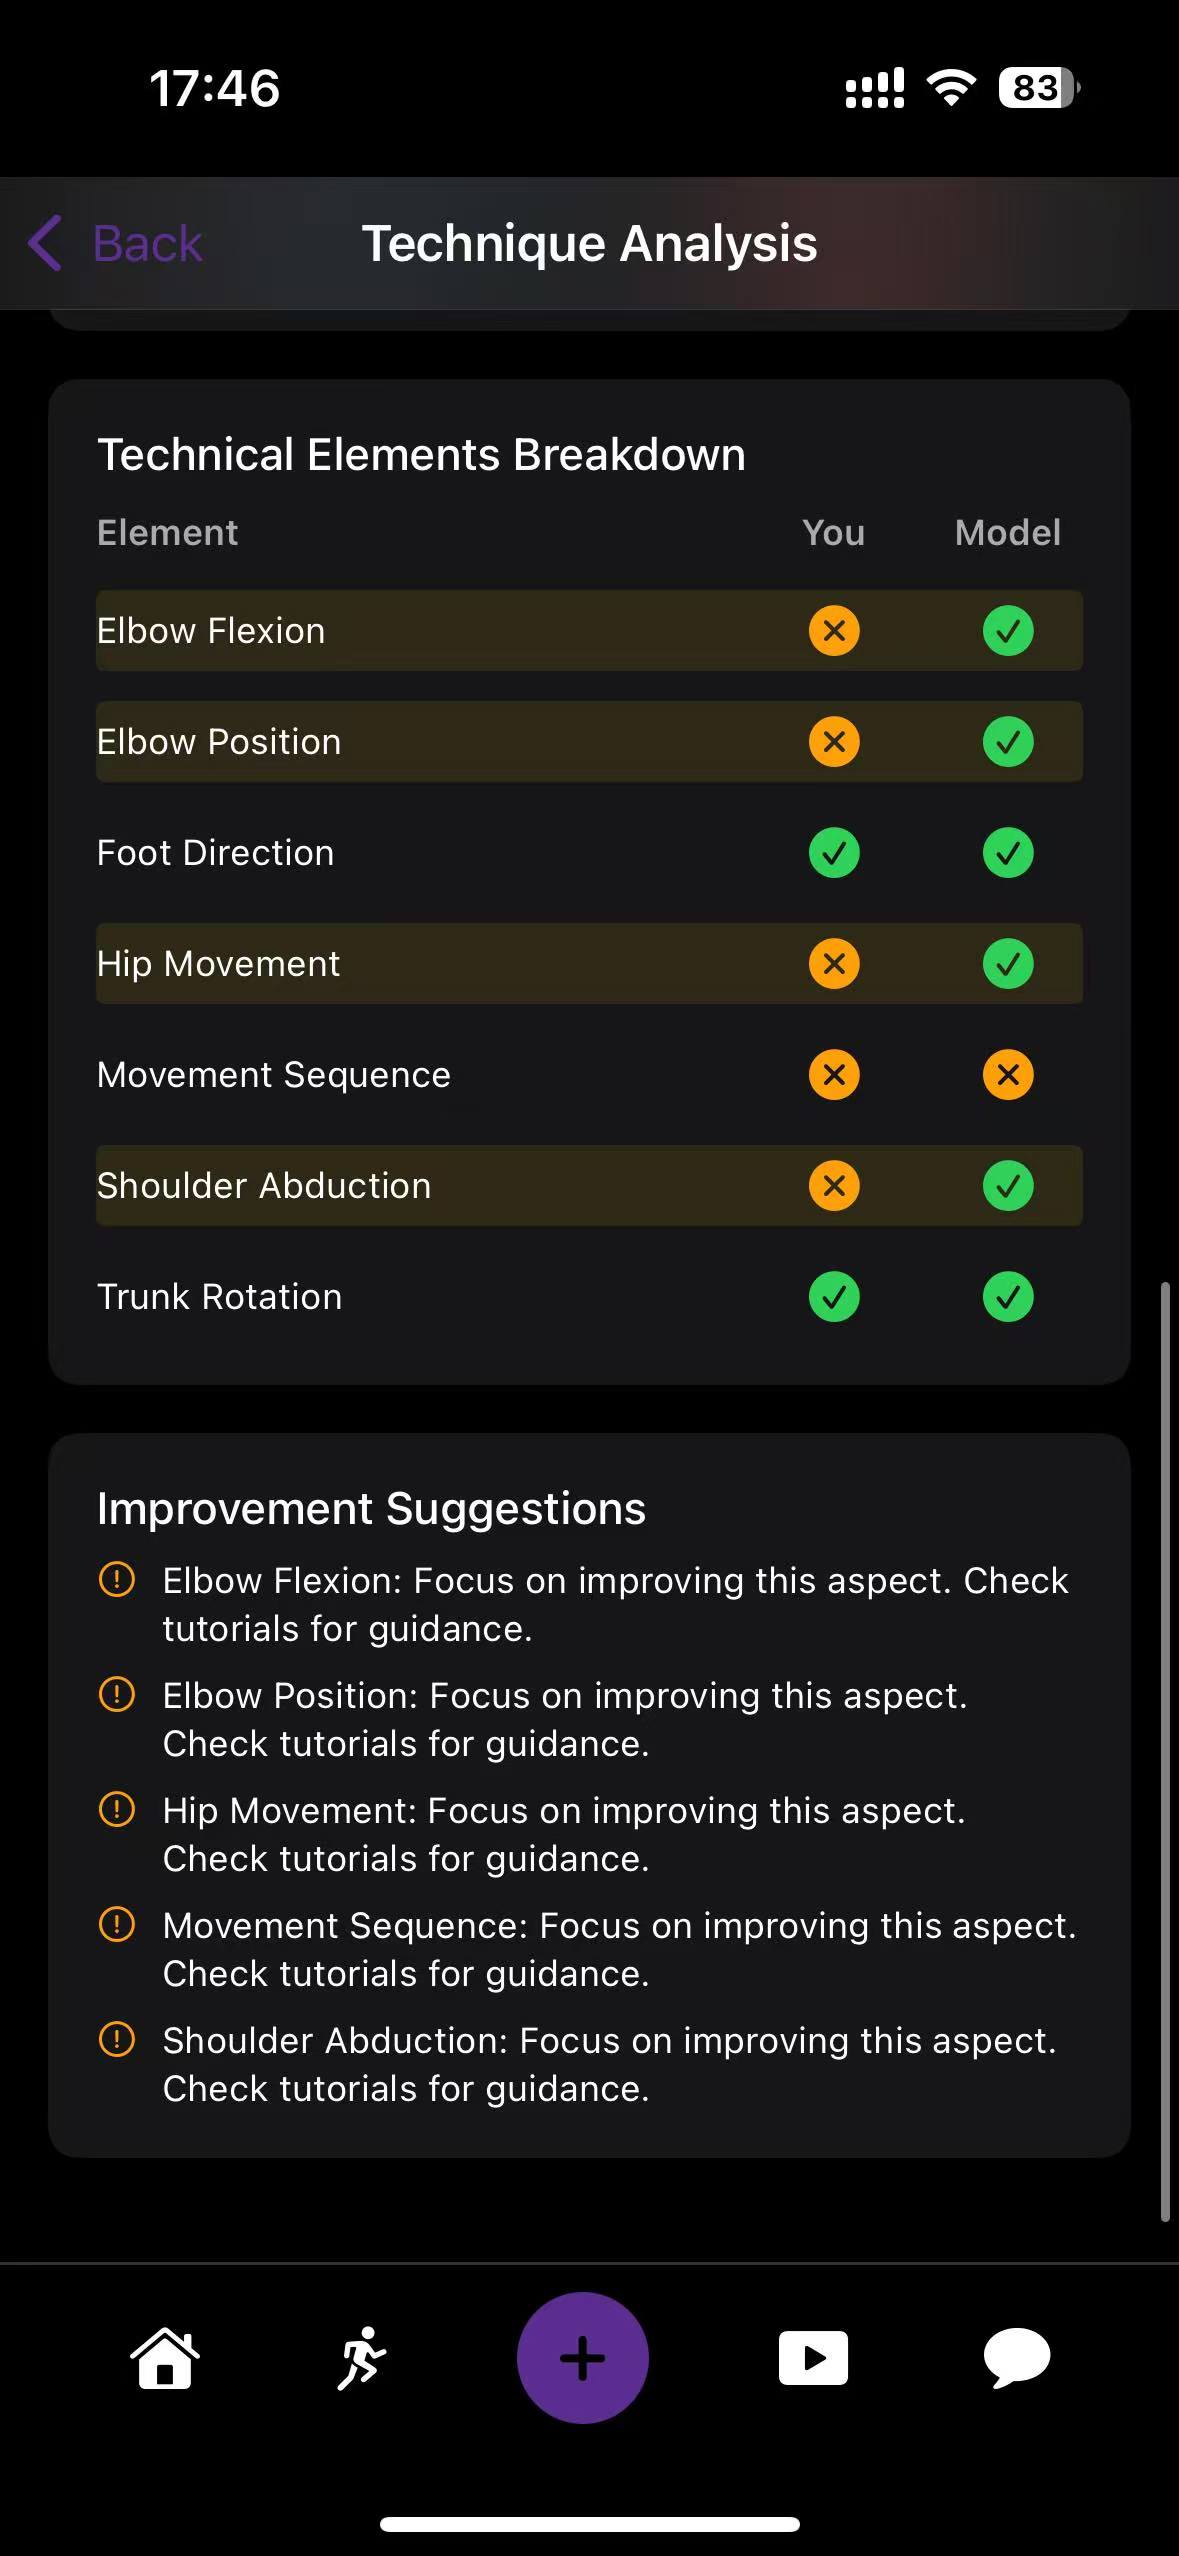 17:46
83
Back
Technique Analysis
Technical Elements Breakdown
Element You Model
Elbow Flexion
Elbow Position
Foot Direction
Hip Movement
Movement Sequence
Shoulder Abduction
Trunk Rotation
Improvement Suggestions
Elbow Flexion: Focus on improving this aspect. Check
tutorials for guidance.
Elbow Position: Focus on improving this aspect.
Check tutorials for guidance.
Hip Movement: Focus on improving this aspect.
Check tutorials for guidance.
Movement Sequence: Focus on improving this aspect.
Check tutorials for guidance.
Shoulder Abduction: Focus on improving this aspect.
Check tutorials for guidance.